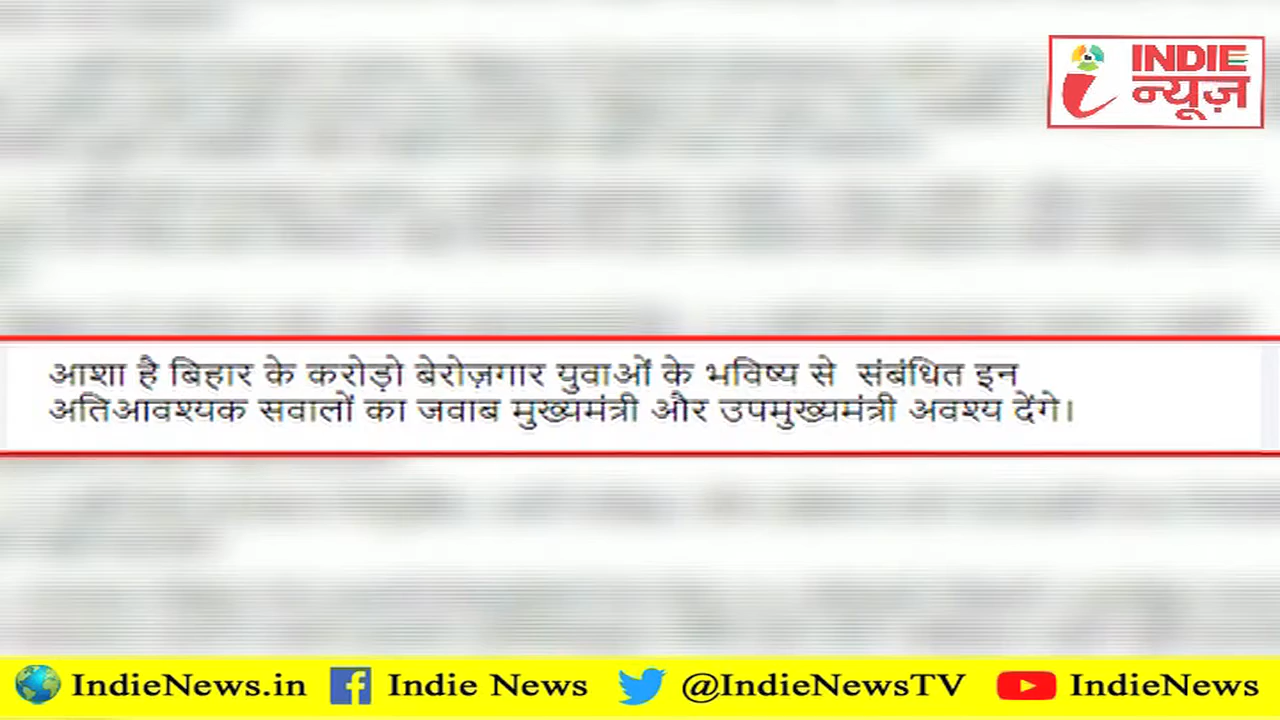 INDIE
न्यूज़
आशा है बिहार के करोड़ो बेरोज़गार युवाओं के भविष्य से संबंधित इन
अतिआवश्यक सवालों का जवाब मुख्यमंत्री और उपमुख्यमंत्री अवश्य देंगे।
IndieNews.in Indie News @IndieNewsTV IndieNews